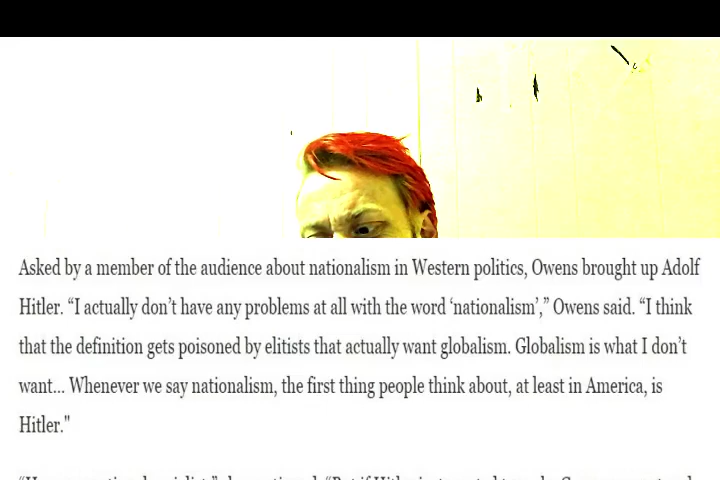 Asked by a member of the audience about nationalism in Western politics, Owens brought up Adolf
Hitler. “I actually don’t have any problems at all with the word ‘nationalism’,” Owens said. “I think
that the definition gets poisoned by elitists that actually want globalism. Globalism is what I don’t
want... Whenever we say nationalism, the first thing people think about, at least in America, is
Hitler."